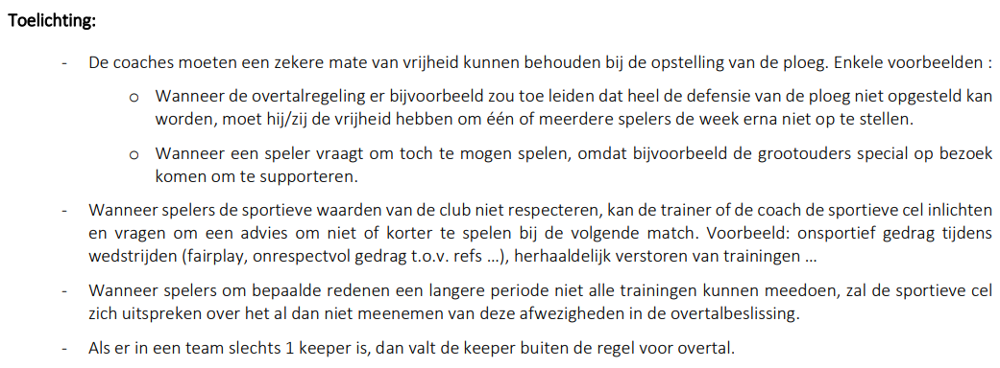 Toelichting:
- De coaches moeten een zekere mate van vrijheid kunnen behouden bij de opstelling van de ploeg. Enkele voorbeelden :
o Wanneer de overtalregeling er bijvoorbeeld zou toe leiden dat heel de defensie van de ploeg niet opgesteld kan
worden, moet hij/zij de vrijheid hebben om één of meerdere spelers de week erna niet op te stellen.
o Wanneer een speler vraagt om toch te mogen spelen, omdat bijvoorbeeld de grootouders special op bezoek
komen om te supporteren.
- Wanneer spelers de sportieve waarden van de club niet respecteren, kan de trainer of de coach de sportieve cel inlichten
en vragen om een advies om niet of korter te spelen bij de volgende match. Voorbeeld: onsportief gedrag tijdens
wedstrijden (fairplay, onrespectvol gedrag t.o.v. refs ...), herhaaldelijk verstoren van trainingen ...
- Wanneer spelers om bepaalde redenen een langere periode niet alle trainingen kunnen meedoen, zal de sportieve cel
zich uitspreken over het al dan niet meenemen van deze afwezigheden in de overtalbeslissing.
- Als er in een team slechts 1 keeper is, dan valt de keeper buiten de regel voor overtal.